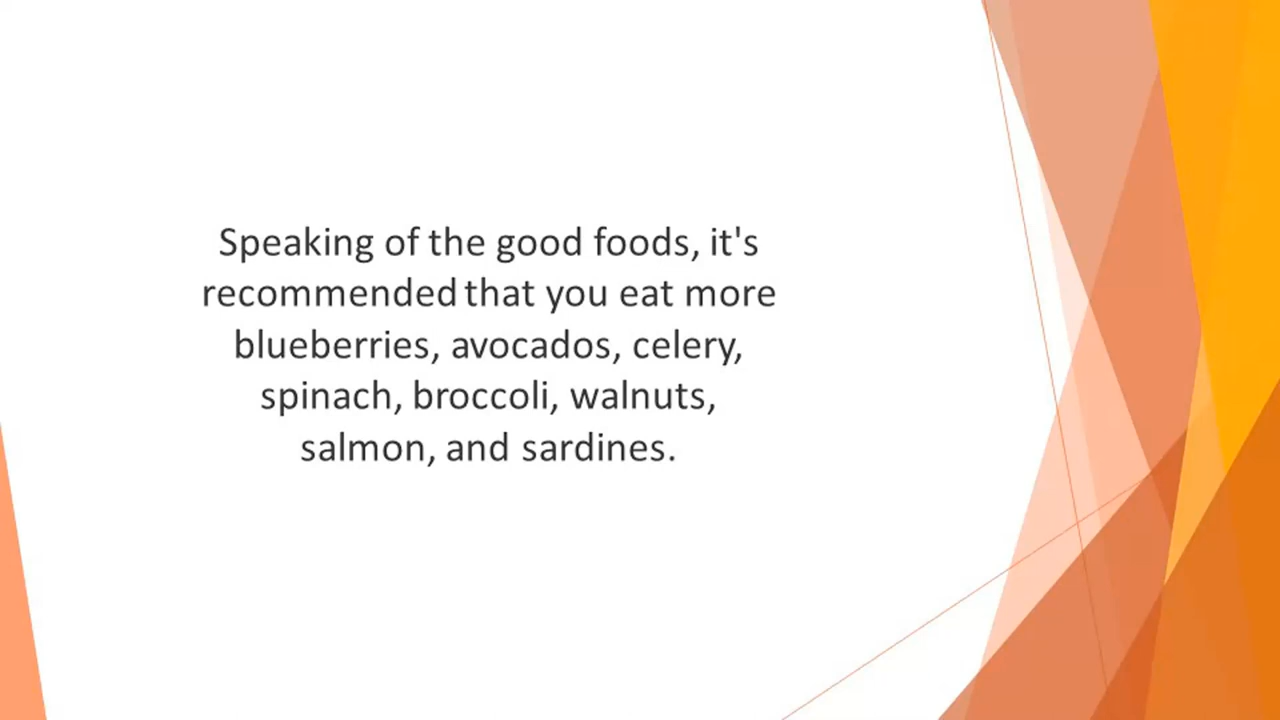 Speaking of the good foods, it's
recommended that you eat more
blueberries, avocados, celery,
spinach, broccoli, walnuts,
salmon, and sardines.